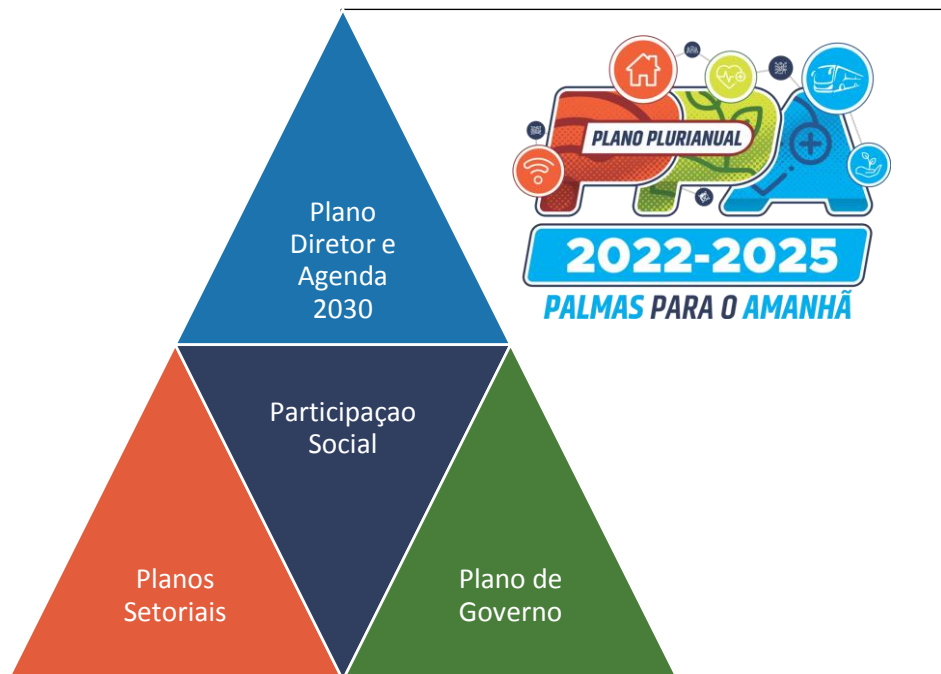 Plano
Diretor e
Agenda
2030
Participaçao
Social
Planos
Setoriais
Plano de
Governo
PLANO PLURIANUAL
2022-2025
PALMAS PARA O AMANHÃ